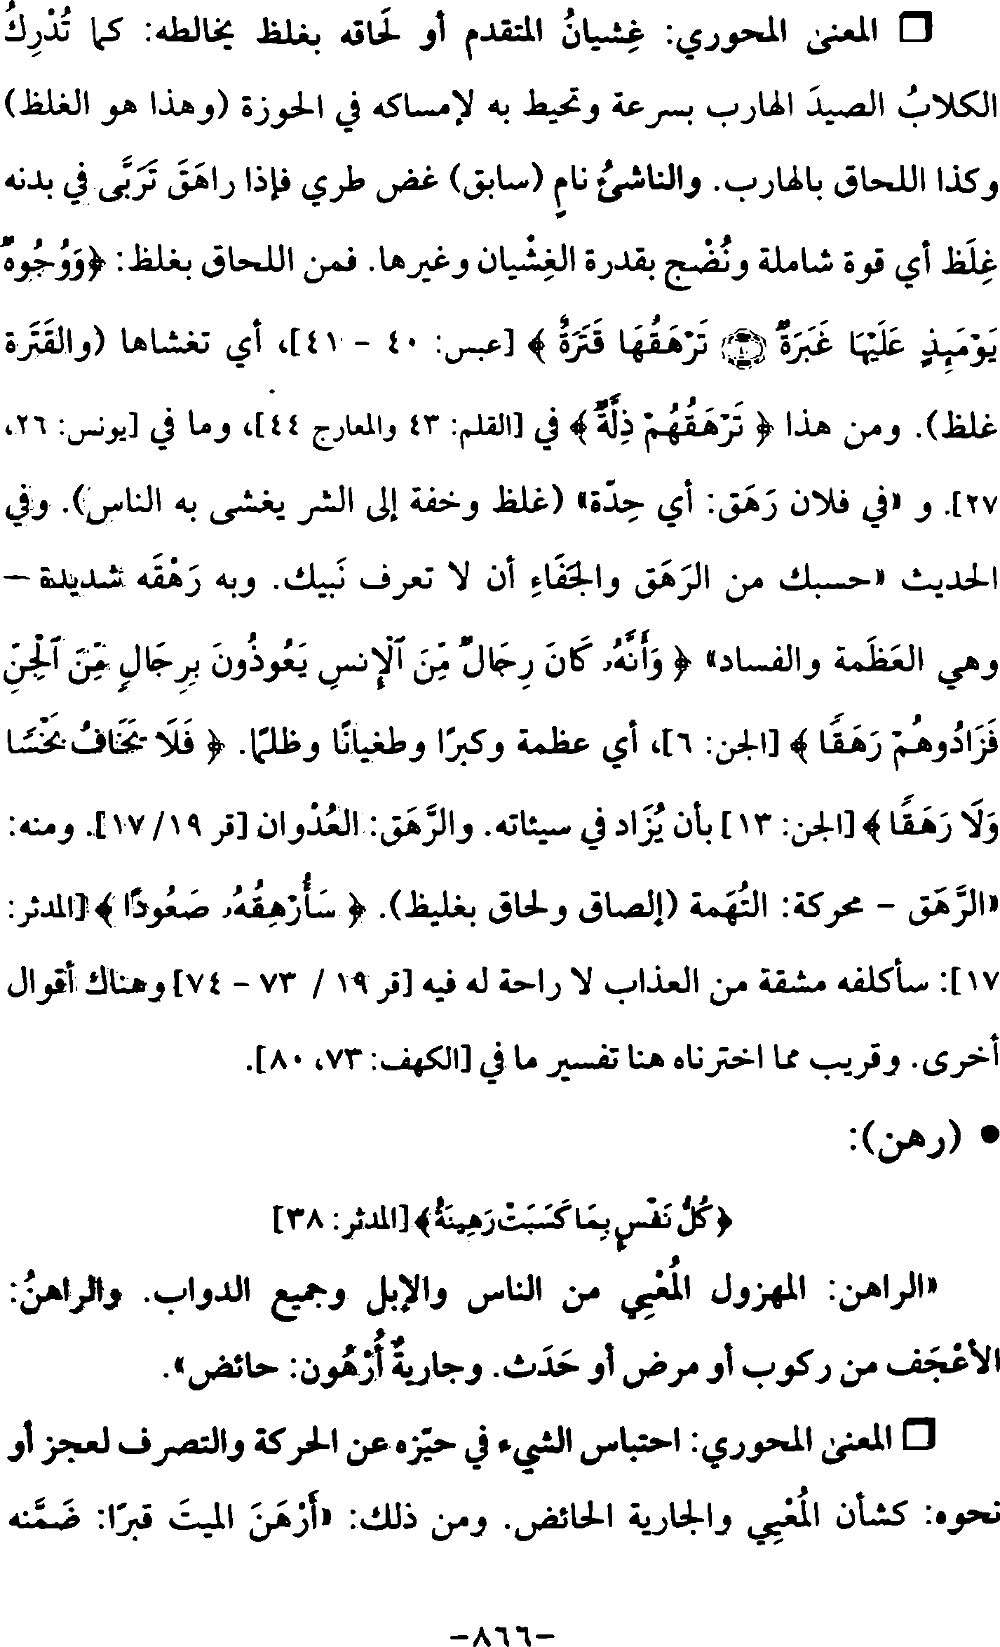 ❏ المعنى المحوري: غِشيانُ المتقدم أو لَحاقه بغلظ يخالطه: كما تُدْرِكُ
الكلابُ الصيدَ الهارب بسرعة وتحيط به لإمساكه في الحوزة (وهذا هو الغلظ)
وكذا اللحاق بالهارب. والناشئُ نامٍ (سابق) غض طري فإذا راهَقَ تَرَبَّى في بدنه
غِلَظ أي قوة شاملة ونُضْج بقدرة الغِشْيان وغيرها. فمن اللحاق بغلظ: ﴿وَوُجُوهٌ
يَوْمَئِذٍ عَلَيْهَا غَبَرَةٌ ۝ تَرْهَقُهَا قَتَرَةٌ﴾ [عبس: ٤٠ – ٤١]، أي تغشاها (والقَتَرة
غلظ). ومن هذا ﴿تَرْهَقُهُمْ ذِلَّةٌ﴾ في [القلم: ٤٣ والمعارج ٤٤]، وما في [يونس: ٢٦،
٢٧]. و «في فلان رَهَق: أي حِدّة» (غلظ وخفة إلى الشر يغشى به الناس). وفي
الحديث «حسبك من الرَهَق والجَفَاءِ أن لا تعرف نَبيك. وبه رَهْقَه شديدة –
وهي العَظَمة والفساد» ﴿وَأَنَّهُۥ كَانَ رِجَالٌ مِّنَ ٱلْإِنسِ يَعُوذُونَ بِرِجَالٍ مِّنَ ٱلْجِنِّ
فَزَادُوهُمْ رَهَقًا﴾ [الجن: ٦]، أي عظمة وكبرًا وطغيانًا وظلمًا. ﴿فَلَا يَخَافُ بَخْسًا
وَلَا رَهَقًا﴾ [الجن: ١٣] بأن يُزَاد في سيئاته. والرَّهَق: العُدْوان [قر ١٩/ ١٧]. ومنه:
«الرَّهَق – محركة: التُهَمة (إلصاق ولحاق بغليظ). ﴿سَأُرْهِقُهُۥ صَعُودًا﴾ [المدثر:
١٧]: سأكلفه مشقة من العذاب لا راحة له فيه [قر ١٩ / ٧٣ – ٧٤] وهناك أقوال
أخرى. وقريب مما اخترناه هنا تفسير ما في [الكهف: ٧٣، ٨٠].
● (رهن):
﴿كُلُّ نَفْسٍ بِمَا كَسَبَتْ رَهِينَةٌ﴾ [المدثر: ٣٨]
«الراهن: المهزول المُعْيِي من الناس والإبل وجميع الدواب. والراهنُ:
الأعْجَف من ركوب أو مرض أو حَدَث. وجاريةٌ أُرْهُون: حائض».
❏ المعنى المحوري: احتباس الشيء في حيّزه عن الحركة والتصرف لعجز أو
نحوه: كشأن المُعْيِي والجارية الحائض. ومن ذلك: «أَرْهَنَ الميتَ قبرًا: ضَمَّنه
–٨٦٦–